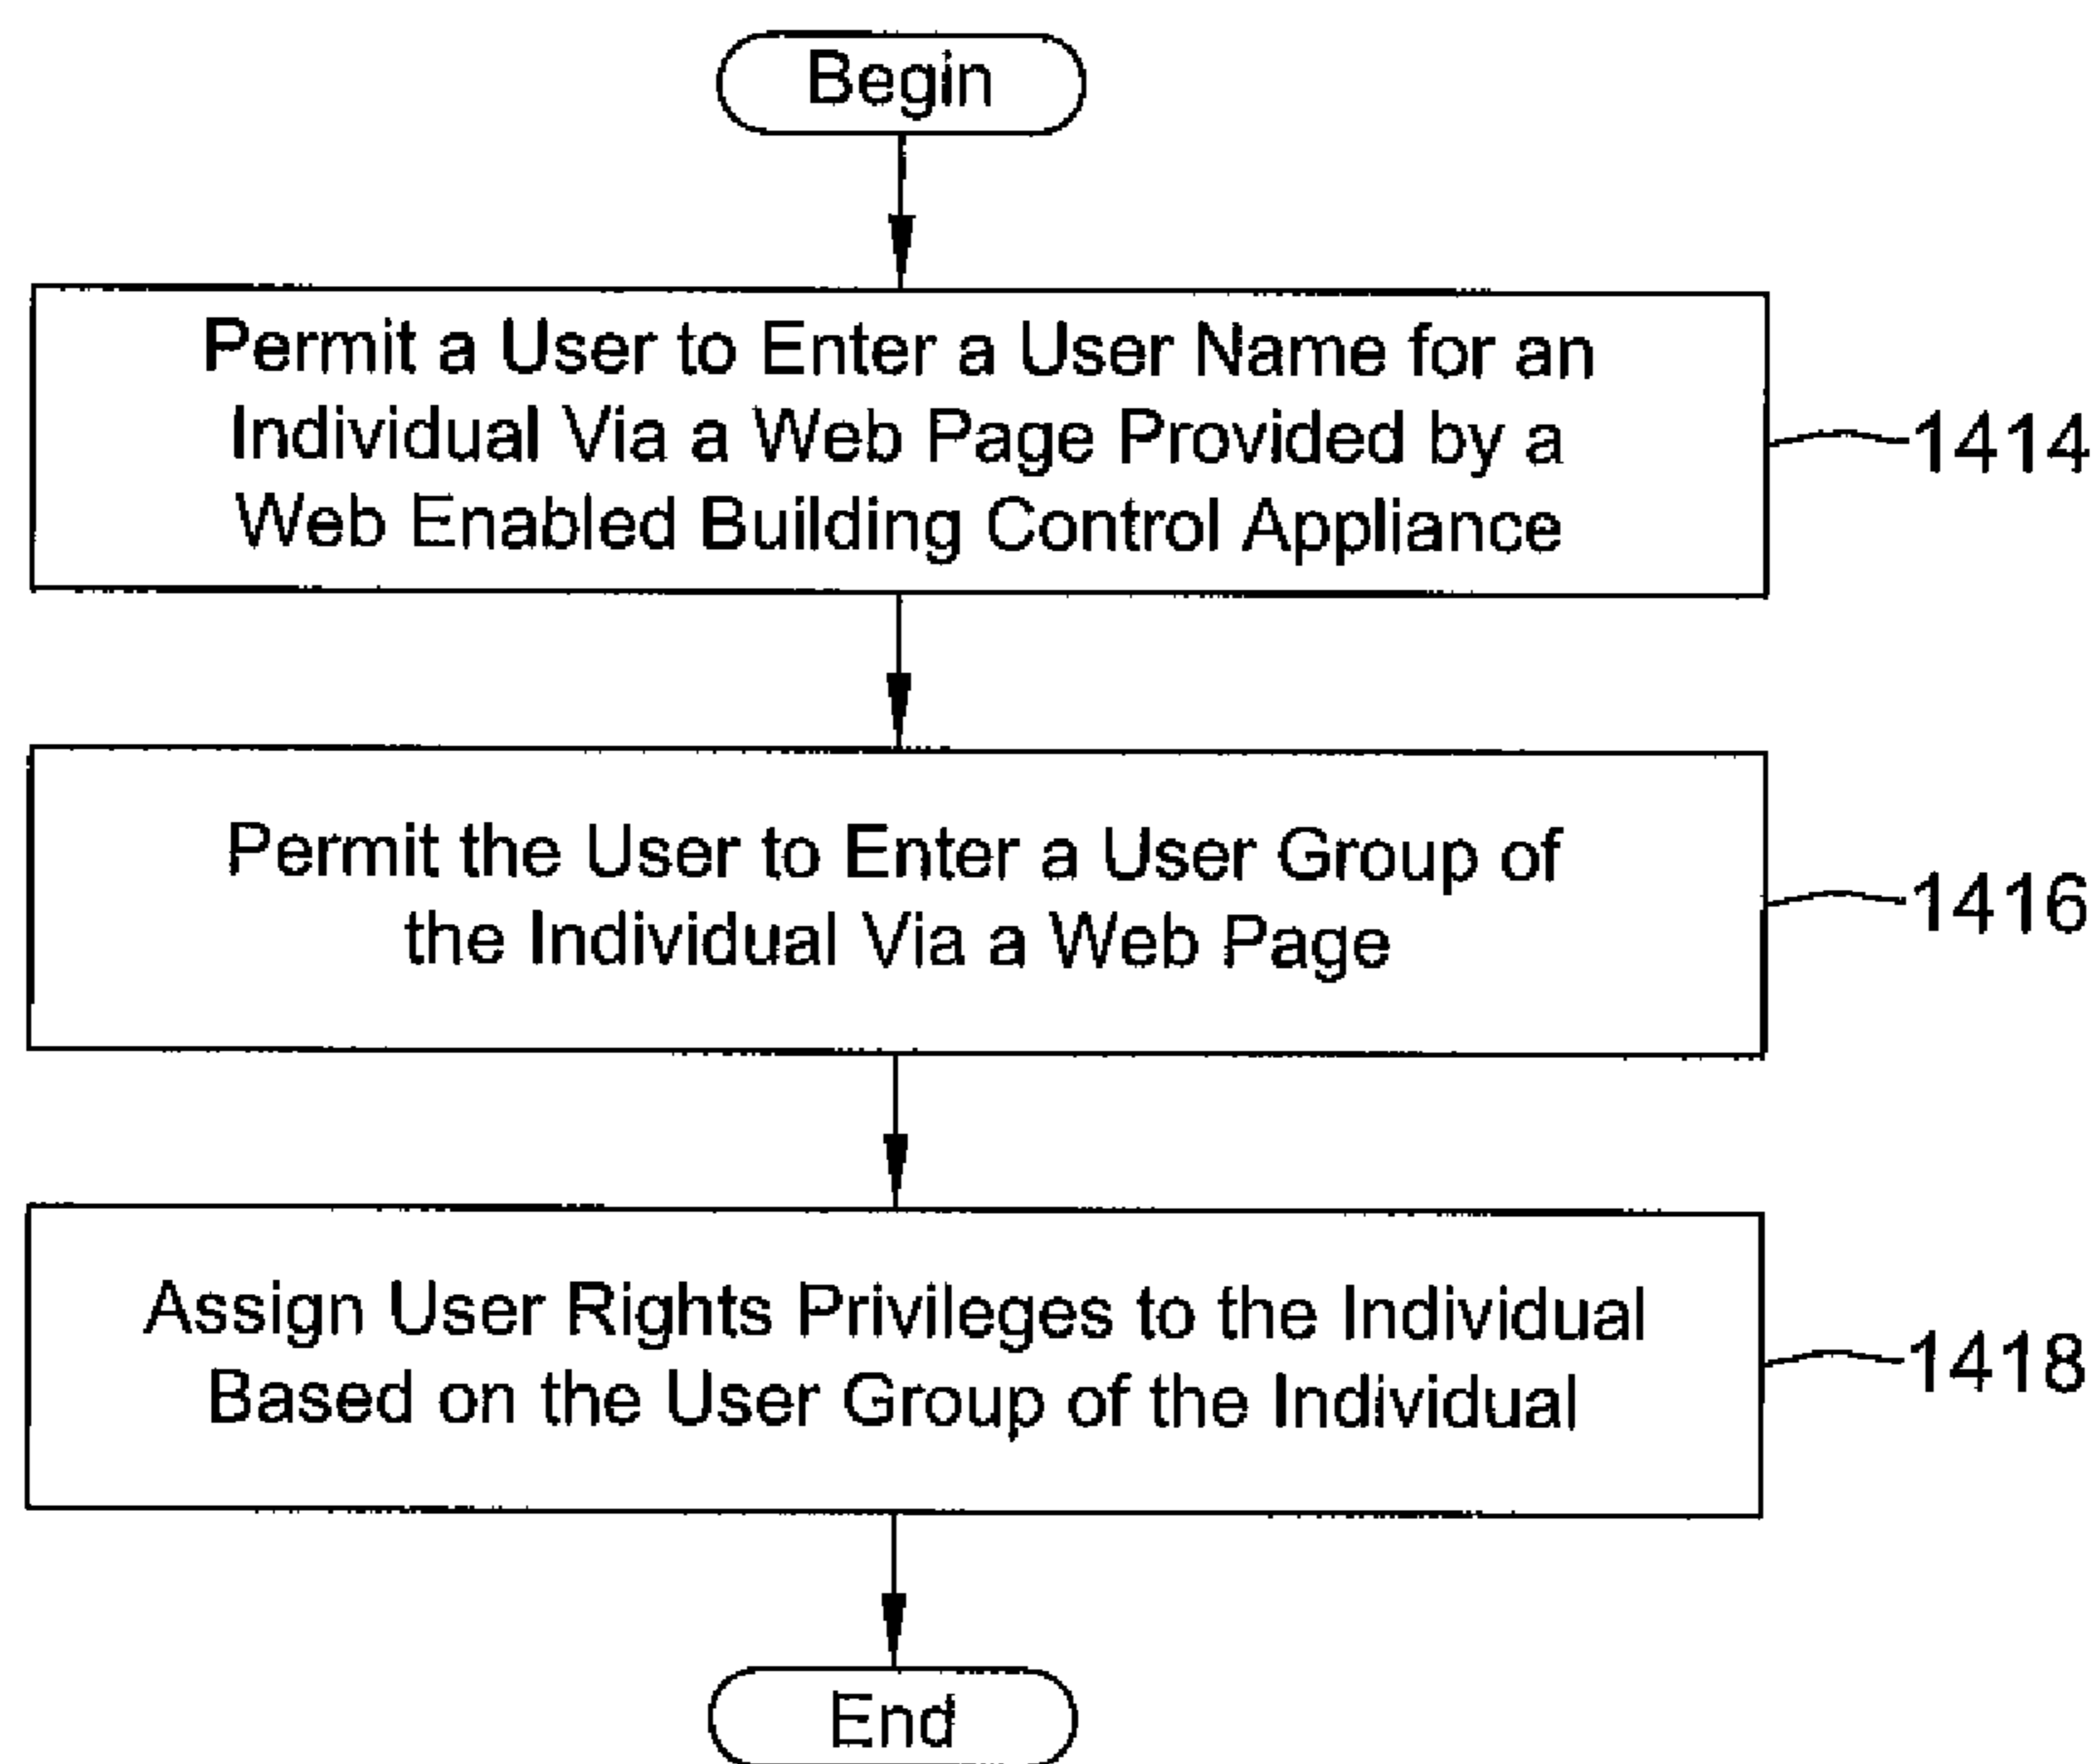 Begin
Permit a User to Enter a User Name for an
Individual Via a Web Page Provided by a
Web Enabled Building Control Appliance
1414
Permit the User to Enter a User Group of
the Individual Via a Web Page
1416
Assign User Rights Privileges to the Individual
Based on the User Group of the Individual
1418
End